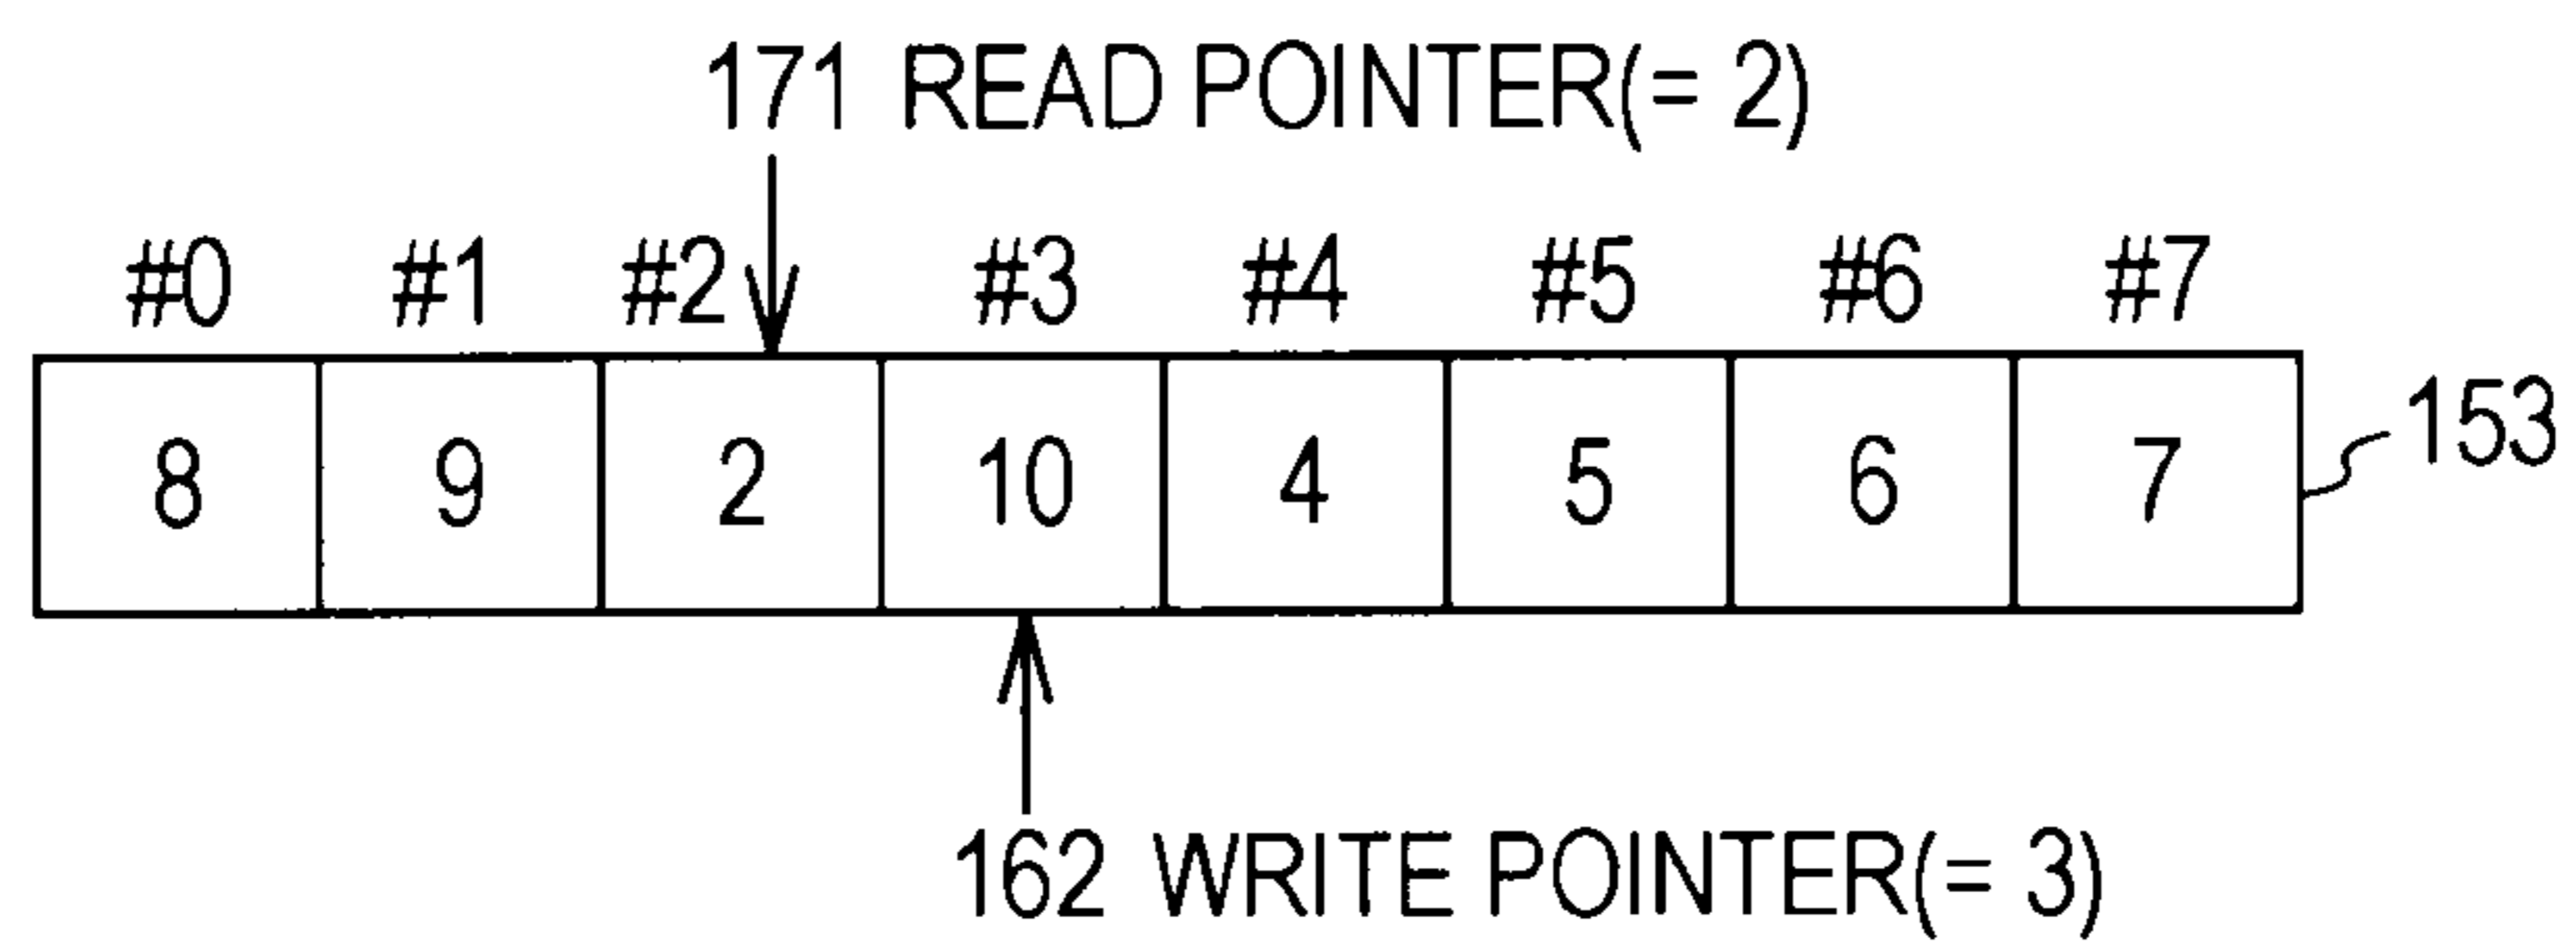 171 READ POINTER(= 2)
#0 #1 #2 #3 #4 #5 #6 #7
8 9 2 10 4 5 6 7
153
162 WRITE POINTER(= 3)